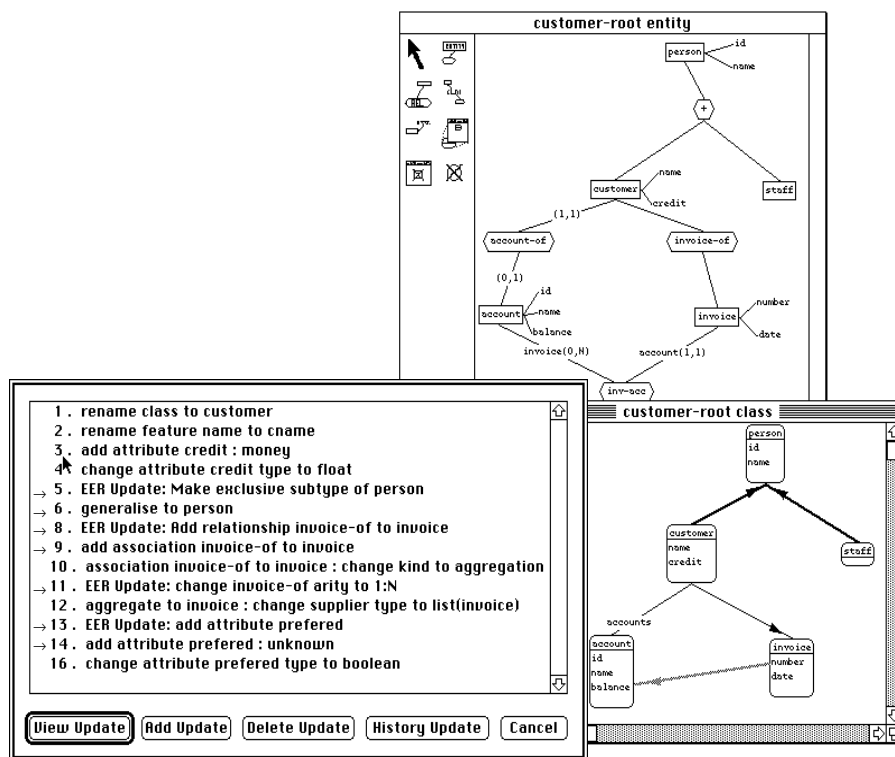 customer-root entity
ENTITY
REL
person
id
name
+
customer
name
credit
staff
(1,1)
account-of
invoice-of
(0,1)
account
id
name
balance
invoice
number
date
invoice(0,N)
account(1,1)
inv-acc
1 . rename class to customer
2 . rename feature name to cname
3 . add attribute credit : money
4 . change attribute credit type to float
→ 5 . EER Update: Make exclusive subtype of person
→ 6 . generalise to person
→ 8 . EER Update: Add relationship invoice-of to invoice
→ 9 . add association invoice-of to invoice
10 . association invoice-of to invoice : change kind to aggregation
→ 11 . EER Update: change invoice-of arity to 1:N
12 . aggregate to invoice : change supplier type to list(invoice)
→ 13 . EER Update: add attribute prefered
→ 14 . add attribute prefered : unknown
16 . change attribute prefered type to boolean
View Update
Add Update
Delete Update
History Update
Cancel
customer-root class
person
id
name
customer
name
credit
staff
accounts
account
id
name
balance
invoice
number
date